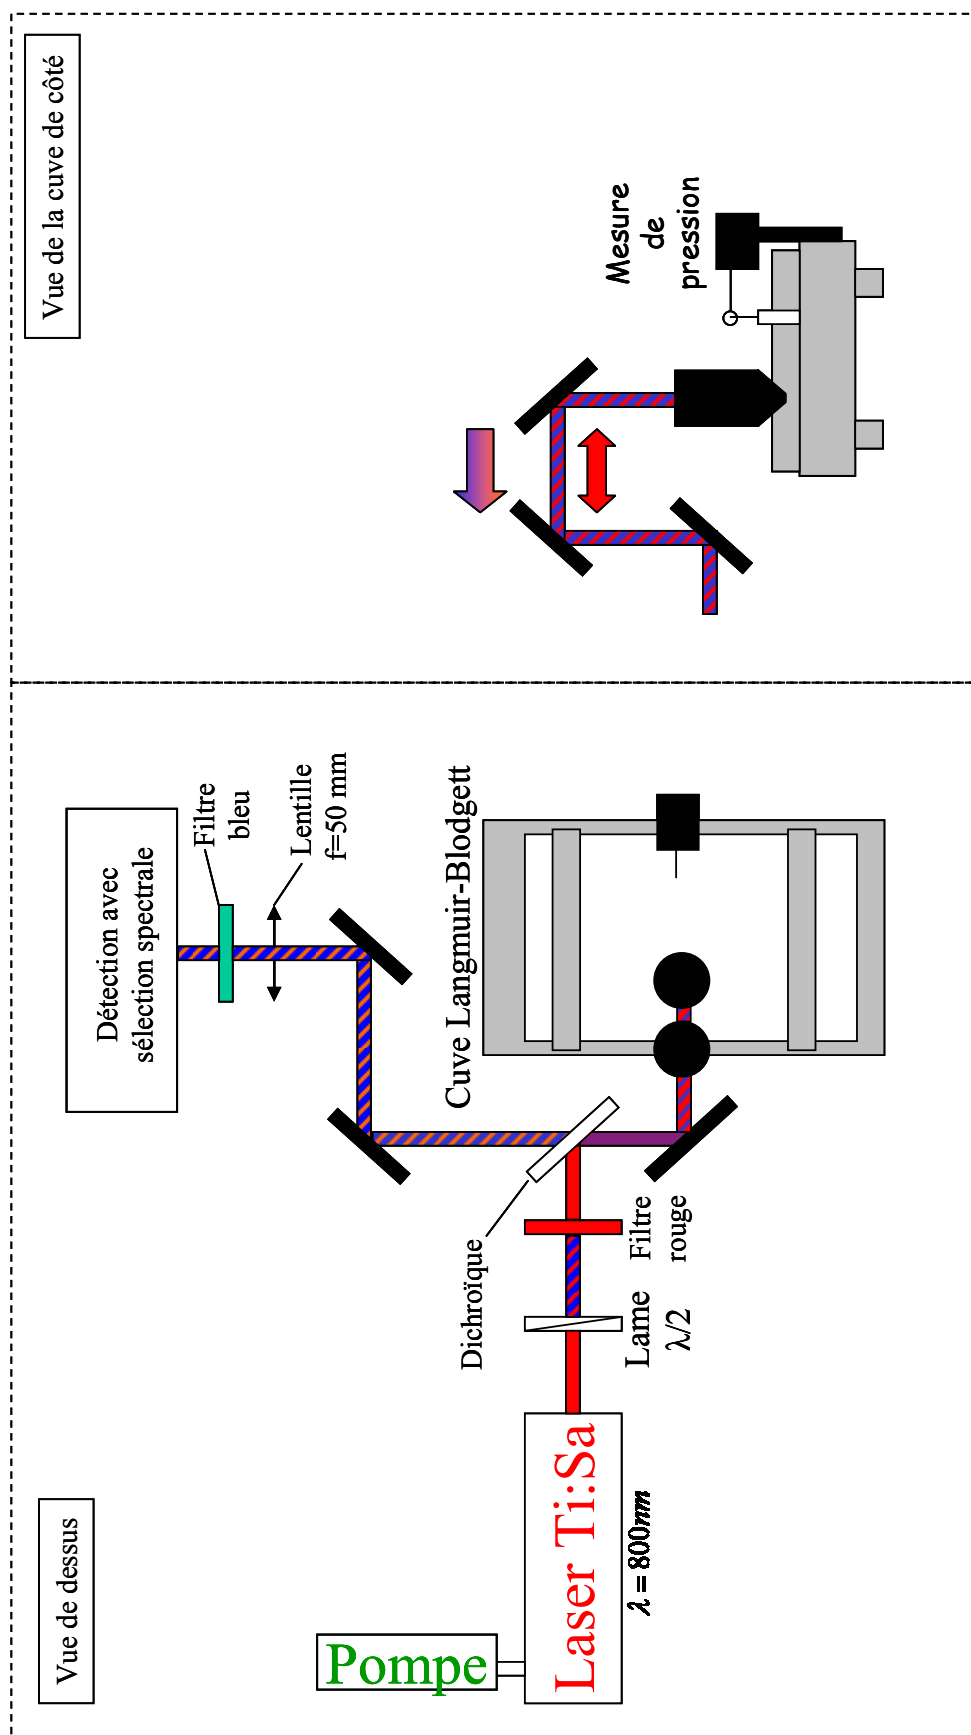 Vue de dessus
Pompe
Laser Ti:Sa
λ = 800nm
Lame
λ/2
Filtre
rouge
Dichroïque
Cuve Langmuir-Blodgett
Détection avec
sélection spectrale
Filtre
bleu
Lentille
f=50 mm
Vue de la cuve de côté
Mesure
de
pression